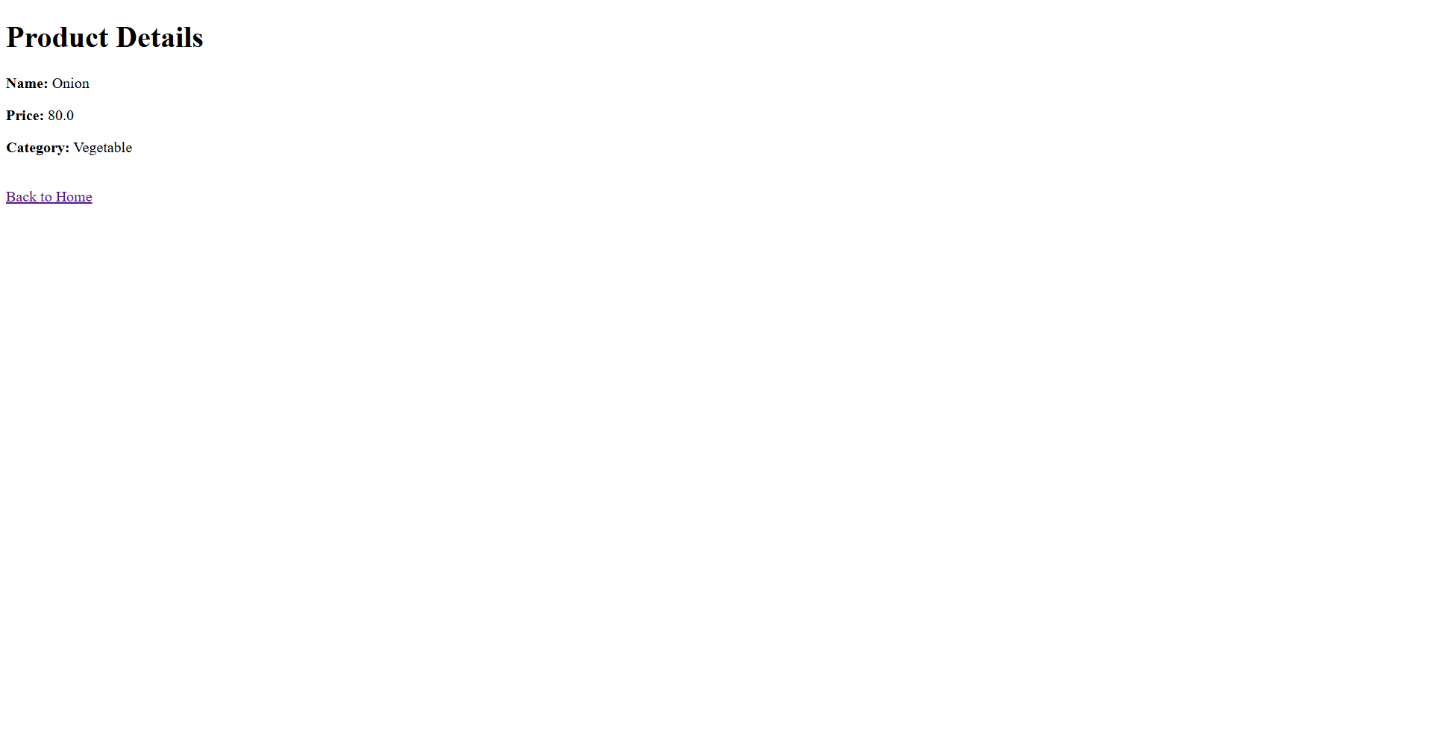 Product Details
Name: Onion
Price: 80.0
Category: Vegetable
Back to Home